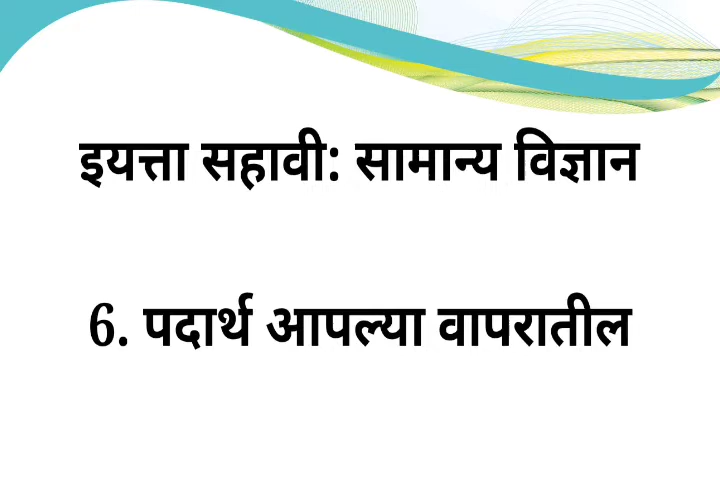 इयत्ता सहावी: सामान्य विज्ञान
6. पदार्थ आपल्या वापरातील